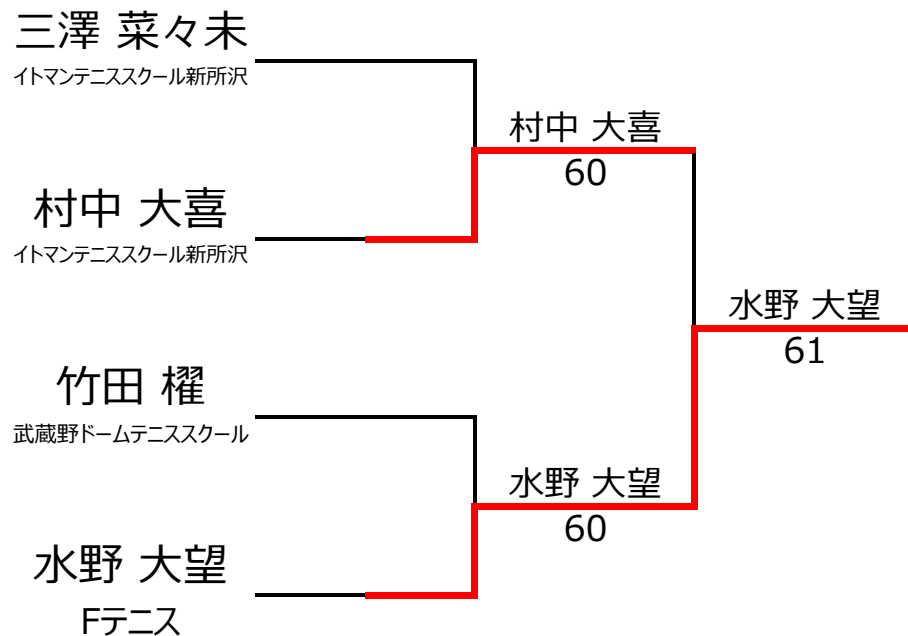 三澤 菜々未
イトマンテニススクール新所沢
村中 大喜
60
村中 大喜
イトマンテニススクール新所沢
水野 大望
61
竹田 櫂
武蔵野ドームテニススクール
水野 大望
60
水野 大望
Fテニス